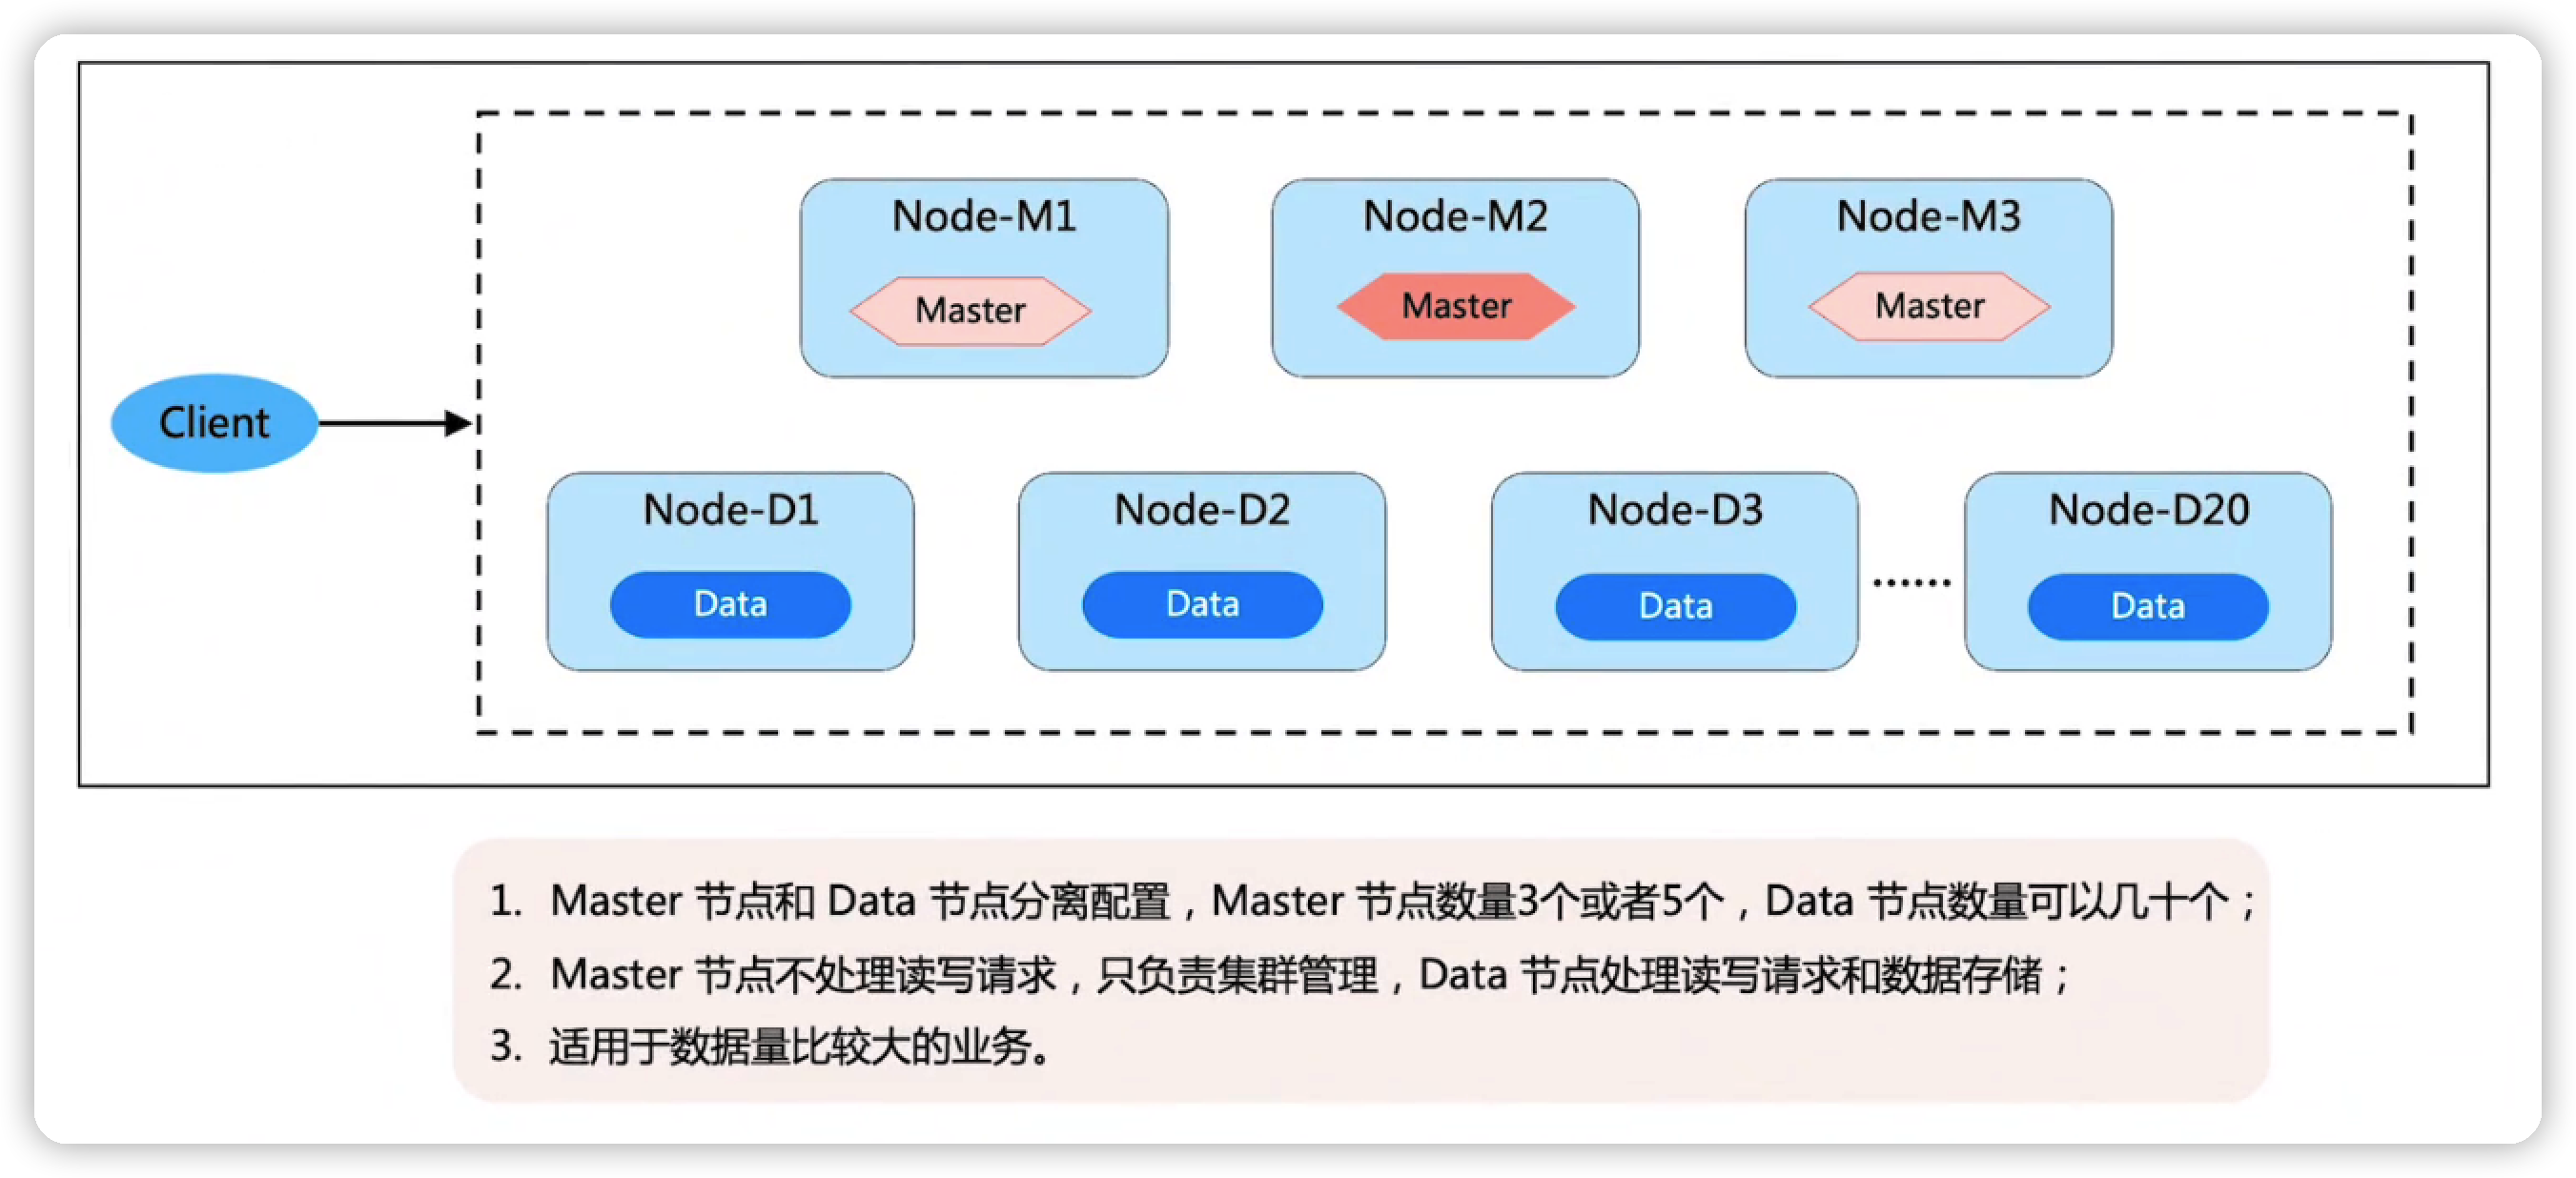 Node-M1
Master
Node-M2
Master
Node-M3
Master
Client
Node-D1
Data
Node-D2
Data
Node-D3
Data
......
Node-D20
Data
1. Master 节点和 Data 节点分离配置，Master 节点数量3个或者5个，Data 节点数量可以几十个；
2. Master 节点不处理读写请求，只负责集群管理，Data 节点处理读写请求和数据存储；
3. 适用于数据量比较大的业务。